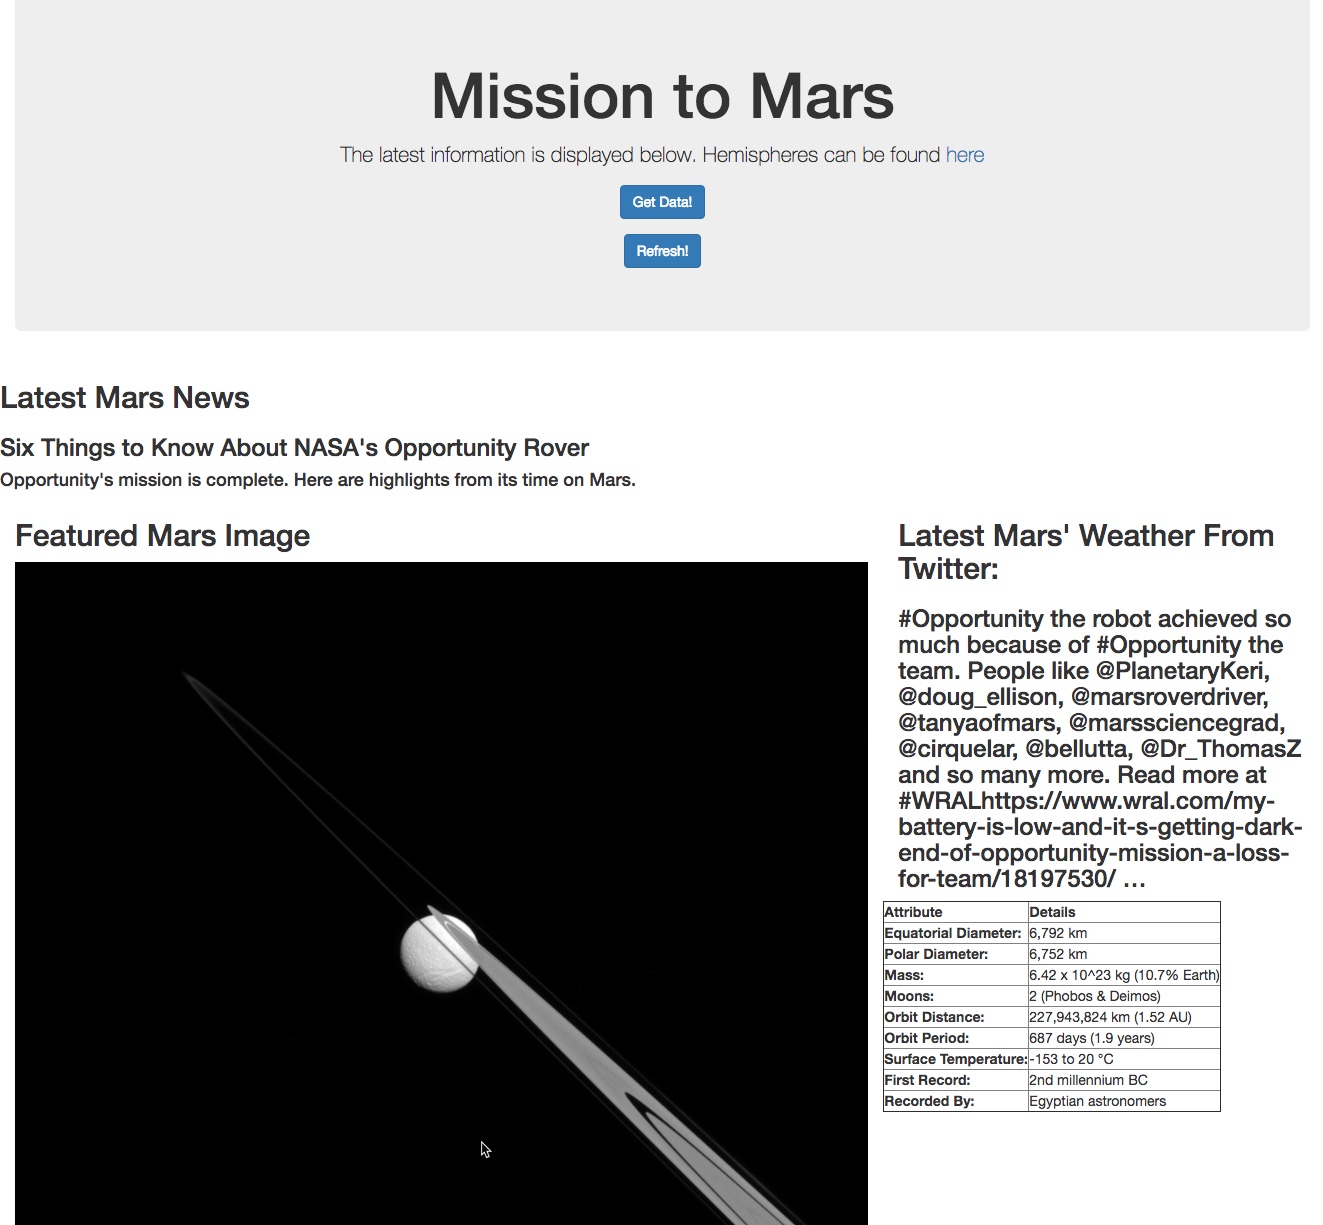 Mission to Mars
The latest information is displayed below. Hemispheres can be found here
Get Data!
Refresh!
Latest Mars News
Six Things to Know About NASA's Opportunity Rover
Opportunity's mission is complete. Here are highlights from its time on Mars.
Featured Mars Image
Latest Mars' Weather From
Twitter:
#Opportunity the robot achieved so
much because of #Opportunity the
team. People like @PlanetaryKeri,
@doug_ellison, @marsroverdriver,
@tanyaofmars, @marssciencegrad,
@cirquelar, @bellutta, @Dr_ThomasZ
and so many more. Read more at
#WRALhttps://www.wral.com/my-
battery-is-low-and-it-s-getting-dark-
end-of-opportunity-mission-a-loss-
for-team/18197530/ …
Attribute Details
Equatorial Diameter: 6,792 km
Polar Diameter: 6,752 km
Mass: 6.42 x 10^23 kg (10.7% Earth)
Moons: 2 (Phobos & Deimos)
Orbit Distance: 227,943,824 km (1.52 AU)
Orbit Period: 687 days (1.9 years)
Surface Temperature: -153 to 20 °C
First Record: 2nd millennium BC
Recorded By: Egyptian astronomers